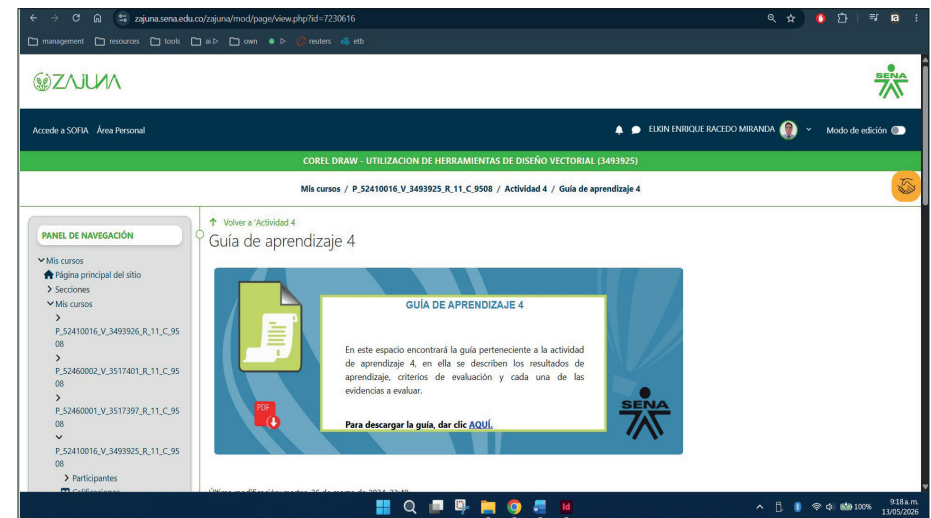 zajuna.sena.edu.co/zajuna/mod/page/view.php?id=7230616
management resources tools ai own reuters etb
ZAJUNA
SENA
Accede a SOFIA Área Personal ELKIN ENRIQUE RACEDO MIRANDA Modo de edición
COREL DRAW - UTILIZACION DE HERRAMIENTAS DE DISEÑO VECTORIAL (3493925)
Mis cursos / P_52410016_V_3493925_R_11_C_9508 / Actividad 4 / Guía de aprendizaje 4
Volver a 'Actividad 4
Guía de aprendizaje 4
PANEL DE NAVEGACIÓN
Mis cursos
Página principal del sitio
Secciones
Mis cursos
P_52410016_V_3493926_R_11_C_95
08
P_52460002_V_3517401_R_11_C_95
08
P_52460001_V_3517397_R_11_C_95
08
P_52410016_V_3493925_R_11_C_95
08
Participantes
Calificaciones
GUÍA DE APRENDIZAJE 4
En este espacio encontrará la guía perteneciente a la actividad
de aprendizaje 4, en ella se describen los resultados de
aprendizaje, criterios de evaluación y cada una de las
evidencias a evaluar.
PDF
Para descargar la guía, dar clic AQUÍ.
SENA
Id
100%
9:18 a.m.
13/05/2026